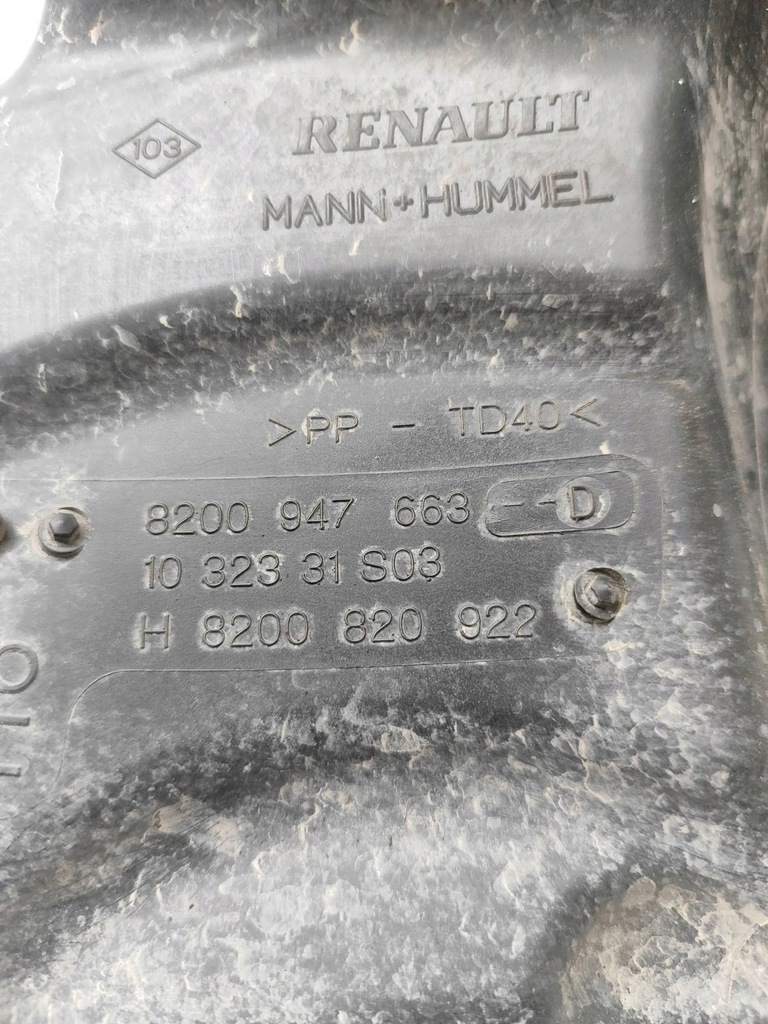 103
RENAULT
MANN+HUMMEL
>PP - TD40<
8200 947 663 --D
10 323 31 S03
H 8200 820 922